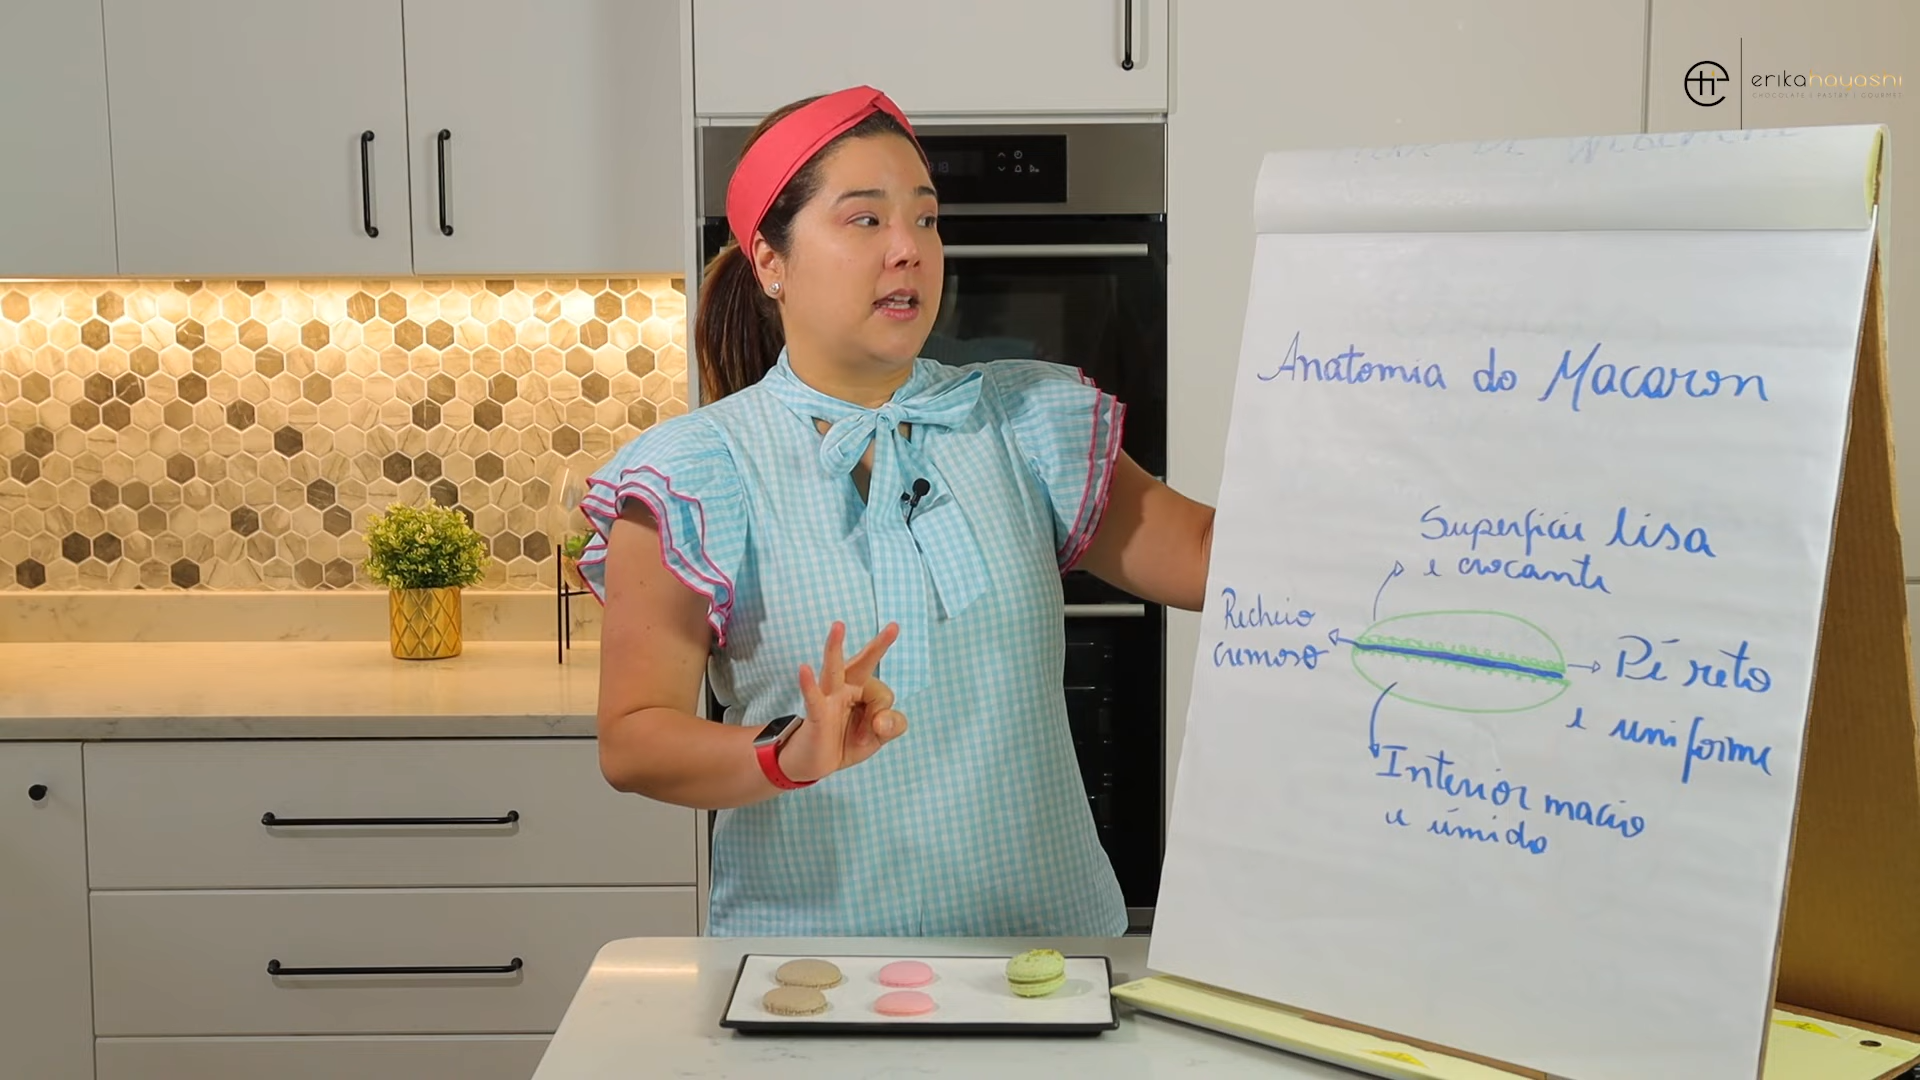 erikahayashi
CHOCOLATE | PASTRY | GOURMET
Anatomia do Macaron
Superfície lisa
e crocante
Recheio
cremoso
Pé reto
e uniforme
Interior macio
e úmido